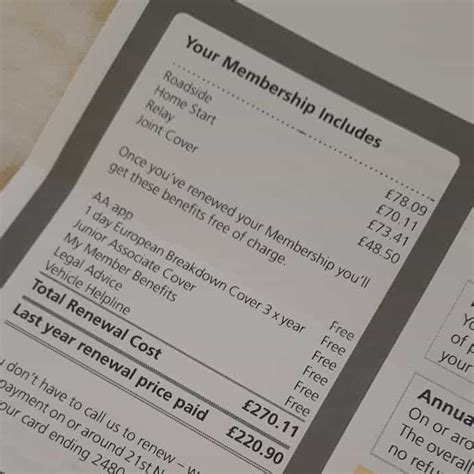 Your Membership Includes
Roadside £78.09
Home Start £70.11
Relay £73.41
Joint Cover £48.50
Once you've renewed your Membership you'll
get these benefits free of charge.
AA app Free
1 day European Breakdown Cover 3 x year Free
Junior Associate Cover Free
My Member Benefits Free
Legal Advice Free
Vehicle Helpline Free
Total Renewal Cost £270.11
Last year renewal price paid £220.90
don't have to call us to renew –
payment on or around 21st
our card ending 2480
Yo
of p
your
Annua
On or aro
The overal
no refu